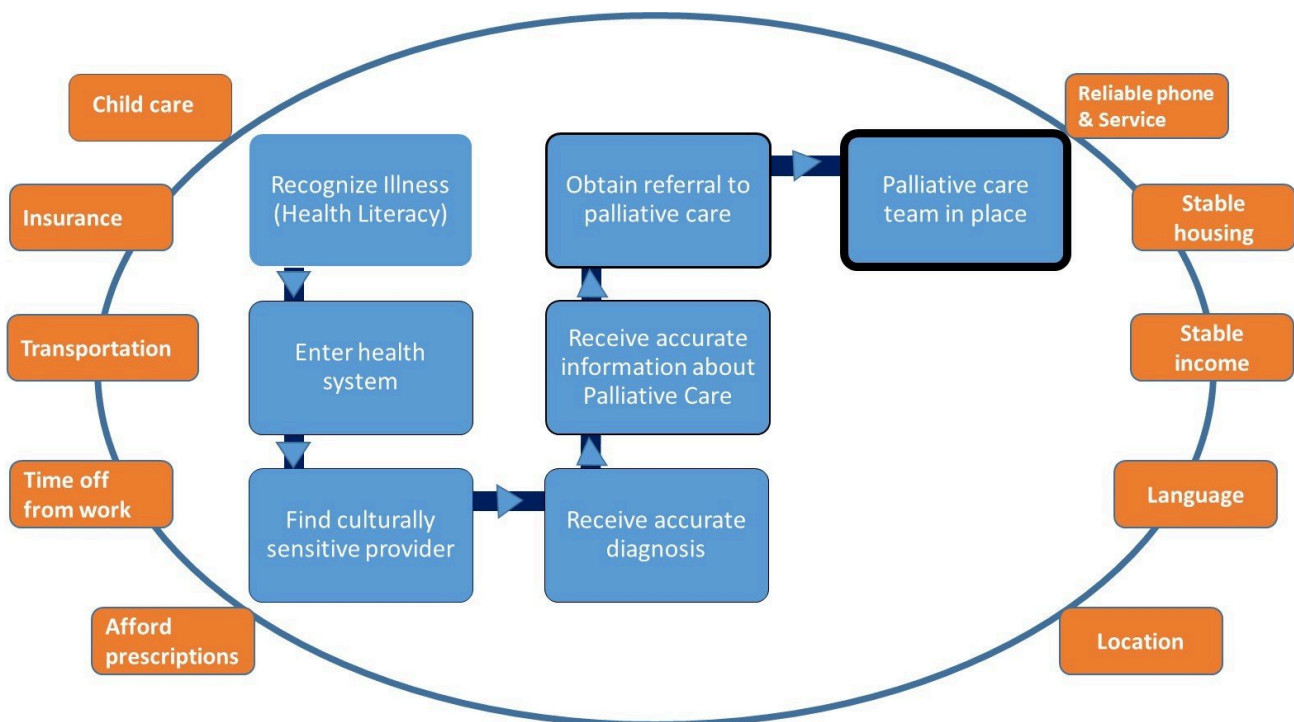 Child care
Insurance
Transportation
Time off
from work
Afford
prescriptions
Recognize Illness
(Health Literacy)
Enter health
system
Find culturally
sensitive provider
Receive accurate
diagnosis
Receive accurate
information about
Palliative Care
Obtain referral to
palliative care
Palliative care
team in place
Reliable phone
& Service
Stable
housing
Stable
income
Language
Location